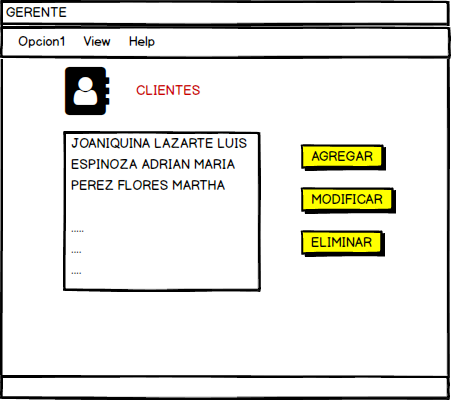 GERENTE
Opcion1 View Help
CLIENTES
JOANIQUINA LAZARTE LUIS
ESPINOZA ADRIAN MARIA
PEREZ FLORES MARTHA
.....
....
....
AGREGAR
MODIFICAR
ELIMINAR